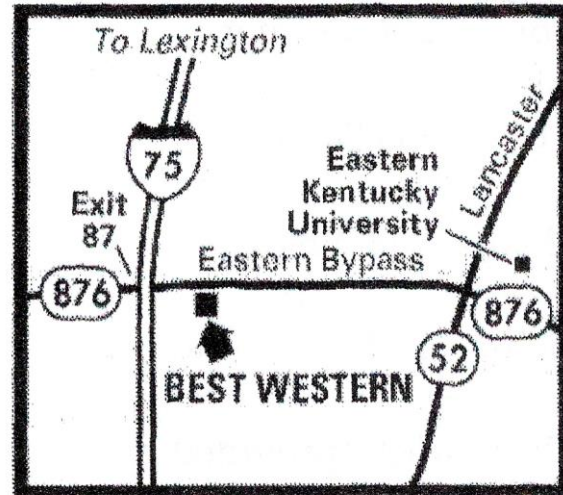 To Lexington
75
Exit
87
876
Eastern
Kentucky
University
Lancaster
Eastern Bypass
876
52
BEST WESTERN